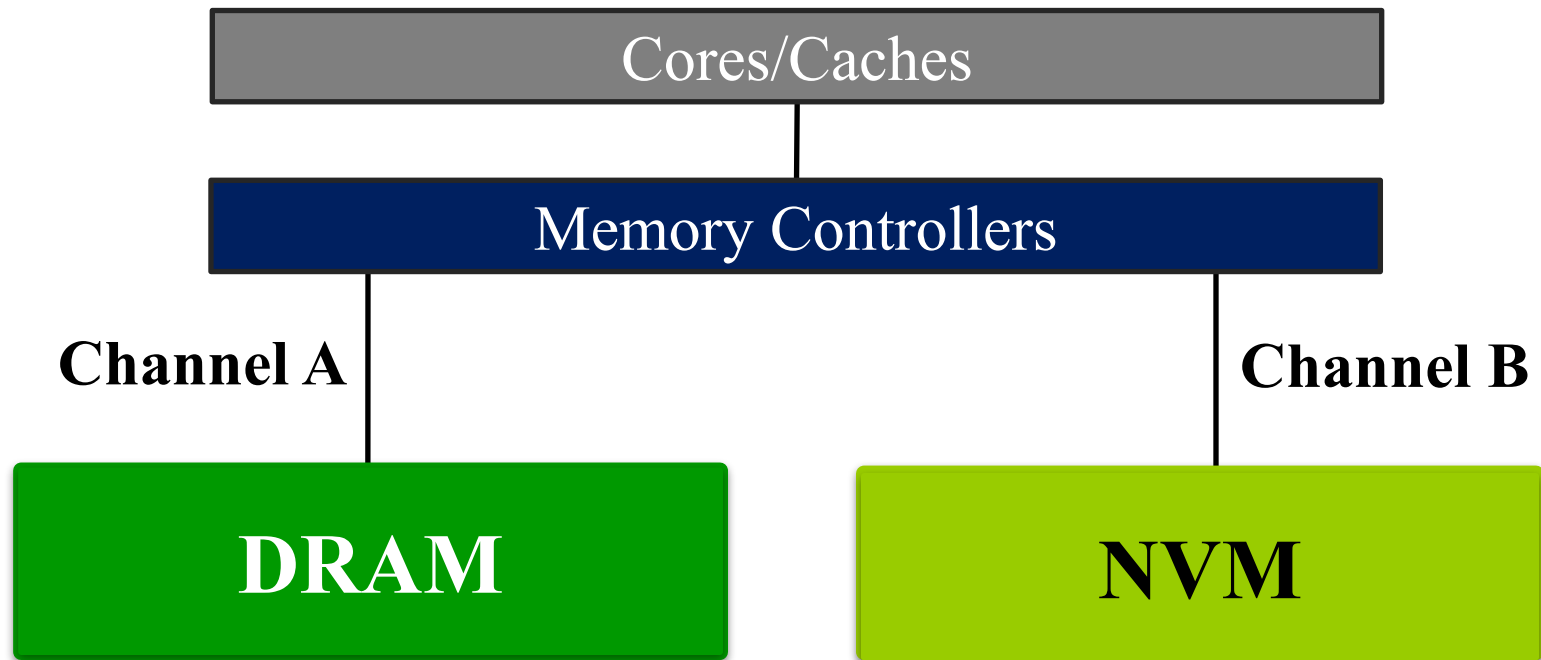 Cores/Caches
Memory Controllers
Channel A
Channel B
DRAM
NVM